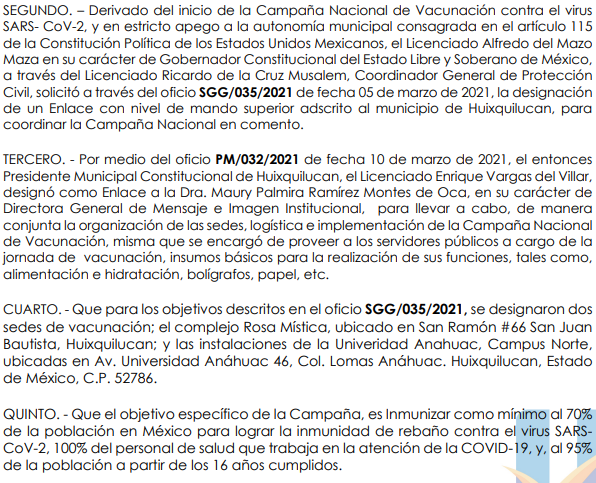 SEGUNDO. – Derivado del inicio de la Campaña Nacional de Vacunación contra el virus
SARS- CoV-2, y en estricto apego a la autonomía municipal consagrada en el artículo 115
de la Constitución Política de los Estados Unidos Mexicanos, el Licenciado Alfredo del Mazo
Maza en su carácter de Gobernador Constitucional del Estado Libre y Soberano de México,
a través del Licenciado Ricardo de la Cruz Musalem, Coordinador General de Protección
Civil, solicitó a través del oficio SGG/035/2021 de fecha 05 de marzo de 2021, la designación
de un Enlace con nivel de mando superior adscrito al municipio de Huixquilucan, para
coordinar la Campaña Nacional en comento.
TERCERO. - Por medio del oficio PM/032/2021 de fecha 10 de marzo de 2021, el entonces
Presidente Municipal Constitucional de Huixquilucan, el Licenciado Enrique Vargas del Villar,
designó como Enlace a la Dra. Maury Palmira Ramírez Montes de Oca, en su carácter de
Directora General de Mensaje e Imagen Institucional, para llevar a cabo, de manera
conjunta la organización de las sedes, logística e implementación de la Campaña Nacional
de Vacunación, misma que se encargó de proveer a los servidores públicos a cargo de la
jornada de vacunación, insumos básicos para la realización de sus funciones, tales como,
alimentación e hidratación, bolígrafos, papel, etc.
CUARTO. - Que para los objetivos descritos en el oficio SGG/035/2021, se designaron dos
sedes de vacunación; el complejo Rosa Mística, ubicado en San Ramón #66 San Juan
Bautista, Huixquilucan; y las instalaciones de la Univeridad Anahuac, Campus Norte,
ubicadas en Av. Universidad Anáhuac 46, Col. Lomas Anáhuac. Huixquilucan, Estado
de México, C.P. 52786.
QUINTO. - Que el objetivo específico de la Campaña, es Inmunizar como mínimo al 70%
de la población en México para lograr la inmunidad de rebaño contra el virus SARS-
CoV-2, 100% del personal de salud que trabaja en la atención de la COVID-19, y, al 95%
de la población a partir de los 16 años cumplidos.